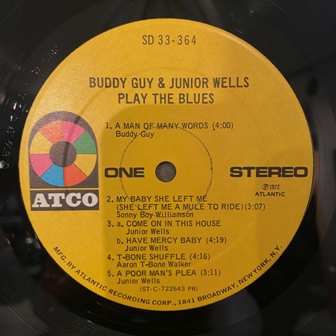 SD 33-364
BUDDY GUY & JUNIOR WELLS
PLAY THE BLUES
1. A MAN OF MANY WORDS (4:00)
Buddy Guy
ONE
STEREO
℗1972
ATLANTIC
ATCO
2. MY BABY SHE LEFT ME
(SHE LEFT ME A MULE TO RIDE) (3:07)
Sonny Boy Williamson
3. a. COME ON IN THIS HOUSE
Junior Wells
b. HAVE MERCY BABY (4:19)
Junior Wells
4. T-BONE SHUFFLE (4:16)
Aaron T-Bone Walker
5. A POOR MAN'S PLEA (3:11)
Junior Wells
(ST-C-722543 PR)
MFG. BY ATLANTIC RECORDING CORP., 1841 BROADWAY, NEW YORK, N.Y.